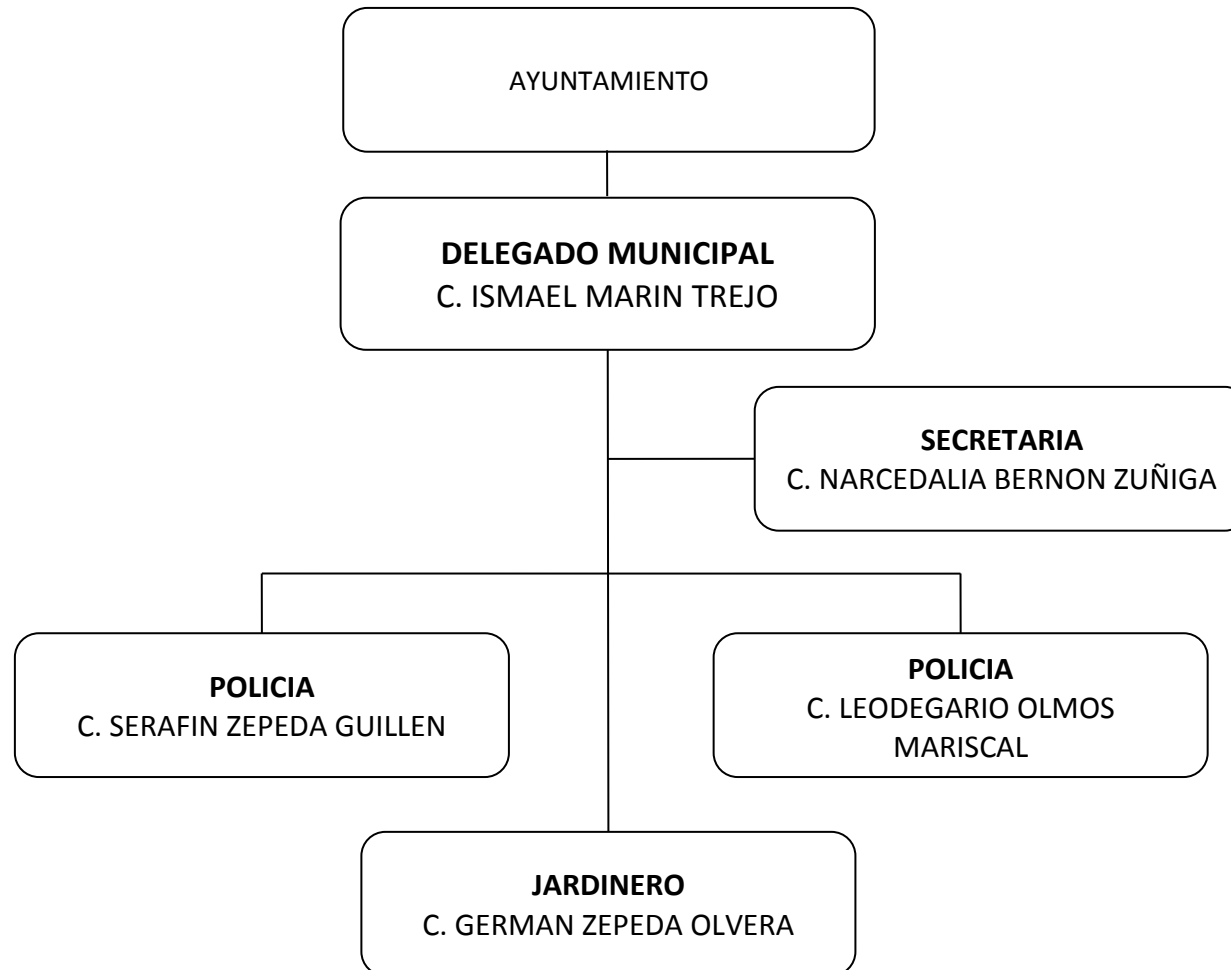 AYUNTAMIENTO
DELEGADO MUNICIPAL
C. ISMAEL MARIN TREJO
SECRETARIA
C. NARCEDALIA BERNON ZUÑIGA
POLICIA
C. SERAFIN ZEPEDA GUILLEN
POLICIA
C. LEODEGARIO OLMOS
MARISCAL
JARDINERO
C. GERMAN ZEPEDA OLVERA